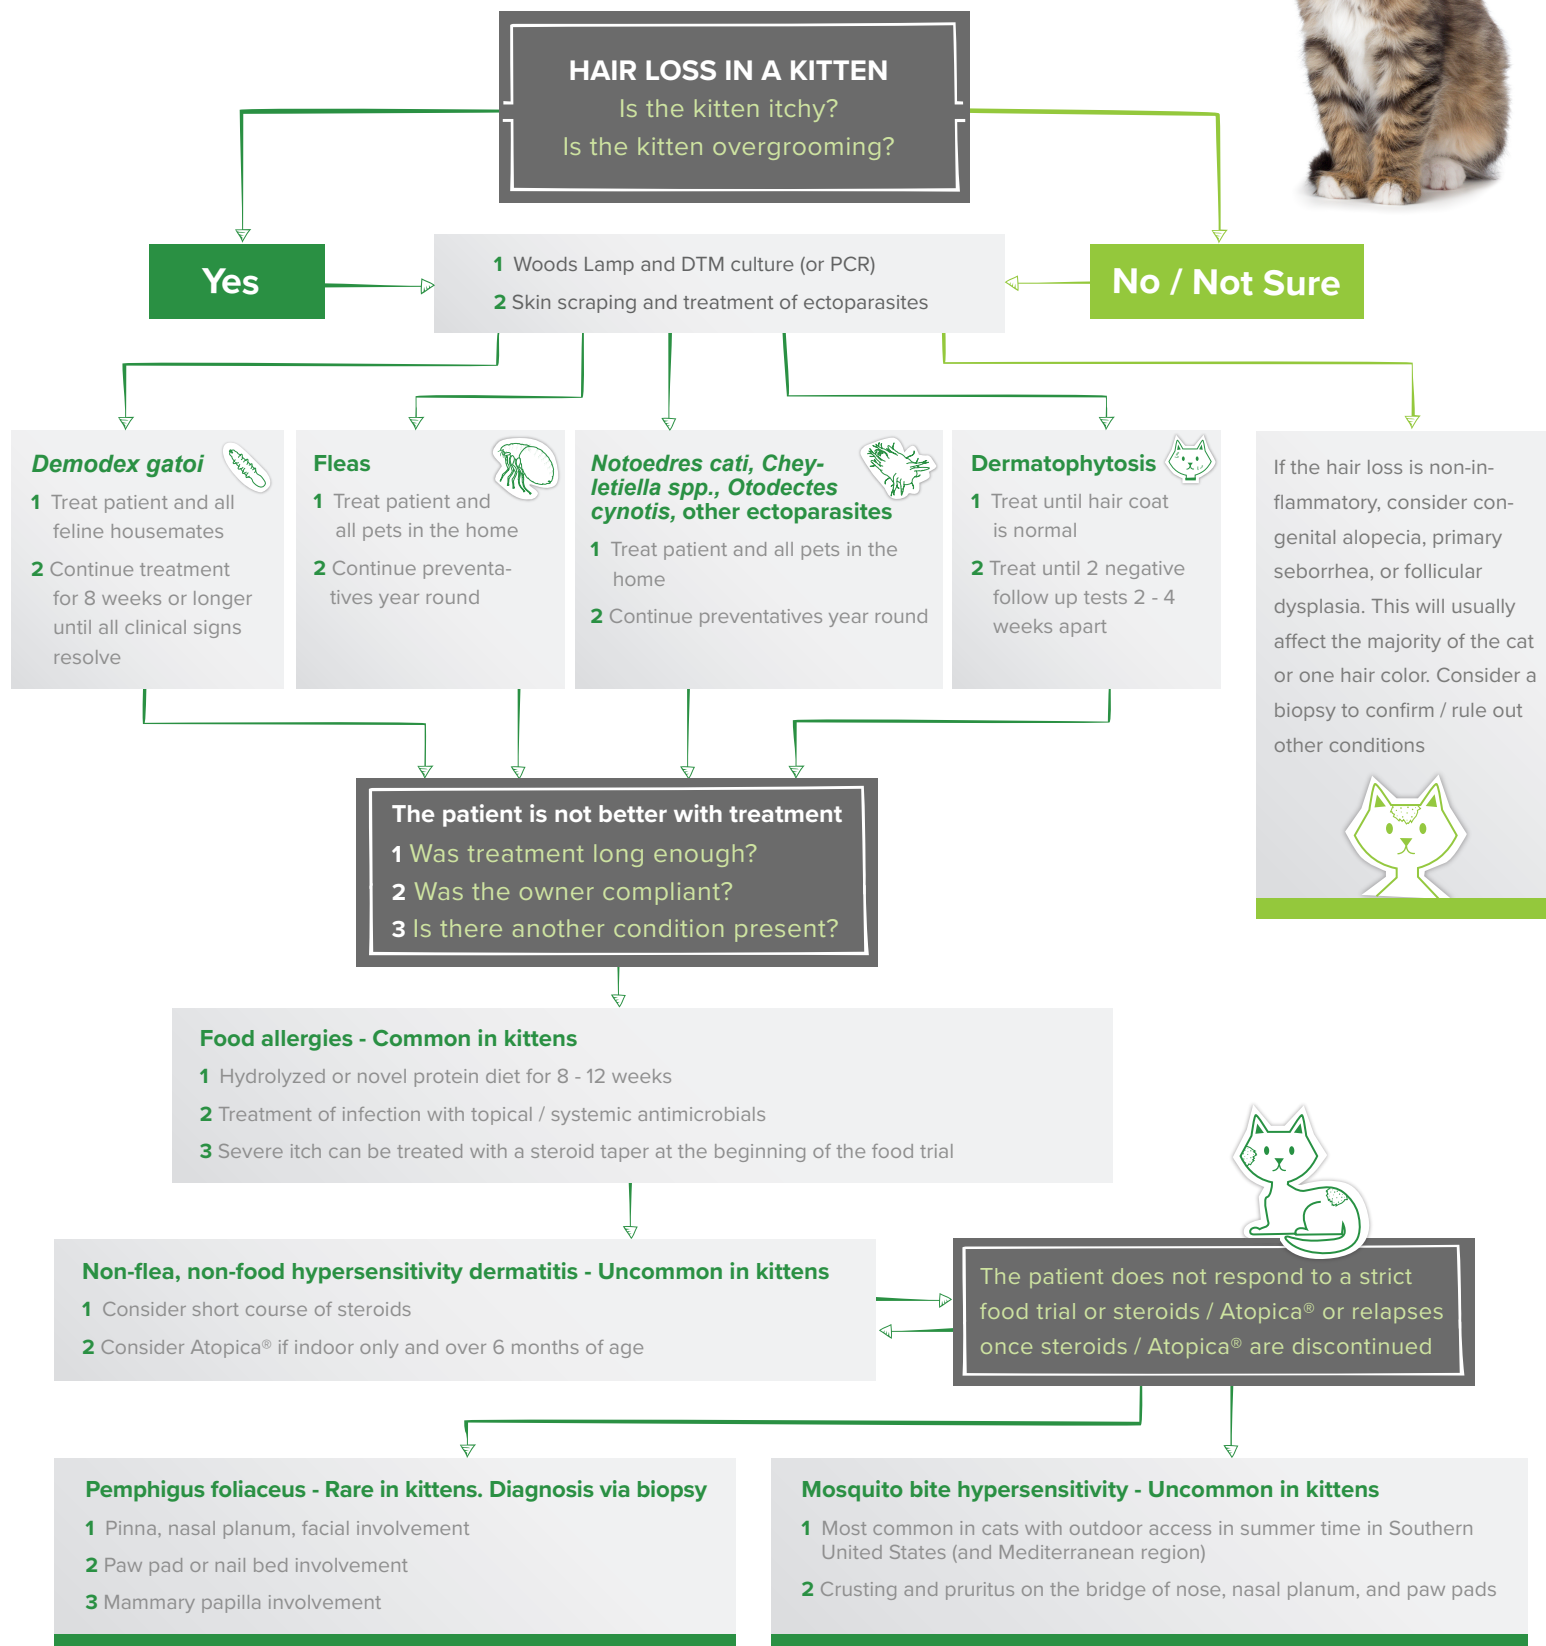 HAIR LOSS IN A KITTEN
Is the kitten itchy?
Is the kitten overgrooming?
Yes
1 Woods Lamp and DTM culture (or PCR)
2 Skin scraping and treatment of ectoparasites
No / Not Sure
Demodex gatoi
1 Treat patient and all
feline housemates
2 Continue treatment
for 8 weeks or longer
until all clinical signs
resolve
Fleas
1 Treat patient and
all pets in the home
2 Continue preventa-
tives year round
Notoedres cati, Chey-
letiella spp., Otodectes
cynotis, other ectoparasites
1 Treat patient and all pets in the
home
2 Continue preventatives year round
Dermatophytosis
1 Treat until hair coat
is normal
2 Treat until 2 negative
follow up tests 2 - 4
weeks apart
If the hair loss is non-in-
flammatory, consider con-
genital alopecia, primary
seborrhea, or follicular
dysplasia. This will usually
affect the majority of the cat
or one hair color. Consider a
biopsy to confirm / rule out
other conditions
The patient is not better with treatment
1 Was treatment long enough?
2 Was the owner compliant?
3 Is there another condition present?
Food allergies - Common in kittens
1 Hydrolyzed or novel protein diet for 8 - 12 weeks
2 Treatment of infection with topical / systemic antimicrobials
3 Severe itch can be treated with a steroid taper at the beginning of the food trial
Non-flea, non-food hypersensitivity dermatitis - Uncommon in kittens
1 Consider short course of steroids
2 Consider Atopica® if indoor only and over 6 months of age
The patient does not respond to a strict
food trial or steroids / Atopica® or relapses
once steroids / Atopica® are discontinued
Pemphigus foliaceus - Rare in kittens. Diagnosis via biopsy
1 Pinna, nasal planum, facial involvement
2 Paw pad or nail bed involvement
3 Mammary papilla involvement
Mosquito bite hypersensitivity - Uncommon in kittens
1 Most common in cats with outdoor access in summer time in Southern
United States (and Mediterranean region)
2 Crusting and pruritus on the bridge of nose, nasal planum, and paw pads